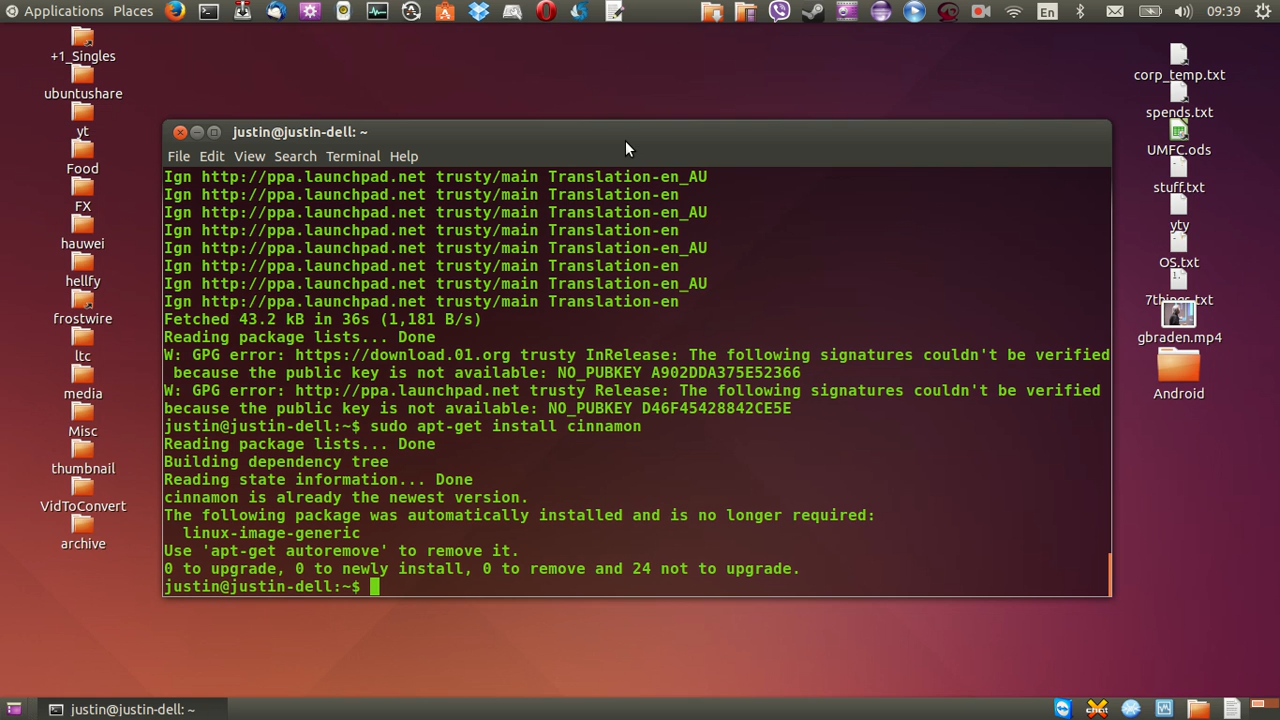 Applications Places En 09:39
+1_Singles
ubuntushare
yt
Food
FX
hauwei
hellfy
frostwire
ltc
media
Misc
thumbnail
VidToConvert
archive
justin@justin-dell: ~
File Edit View Search Terminal Help
Ign http://ppa.launchpad.net trusty/main Translation-en_AU
Ign http://ppa.launchpad.net trusty/main Translation-en
Ign http://ppa.launchpad.net trusty/main Translation-en_AU
Ign http://ppa.launchpad.net trusty/main Translation-en
Ign http://ppa.launchpad.net trusty/main Translation-en_AU
Ign http://ppa.launchpad.net trusty/main Translation-en
Ign http://ppa.launchpad.net trusty/main Translation-en_AU
Ign http://ppa.launchpad.net trusty/main Translation-en
Fetched 43.2 kB in 36s (1,181 B/s)
Reading package lists... Done
W: GPG error: https://download.01.org trusty InRelease: The following signatures couldn't be verified
because the public key is not available: NO_PUBKEY A902DDA375E52366
W: GPG error: http://ppa.launchpad.net trusty Release: The following signatures couldn't be verified
because the public key is not available: NO_PUBKEY D46F45428842CE5E
justin@justin-dell:~$ sudo apt-get install cinnamon
Reading package lists... Done
Building dependency tree
Reading state information... Done
cinnamon is already the newest version.
The following package was automatically installed and is no longer required:
linux-image-generic
Use 'apt-get autoremove' to remove it.
0 to upgrade, 0 to newly install, 0 to remove and 24 not to upgrade.
justin@justin-dell:~$
corp_temp.txt
spends.txt
UMFC.ods
stuff.txt
yty
OS.txt
7things.txt
gbraden.mp4
Android
justin@justin-dell: ~
chat